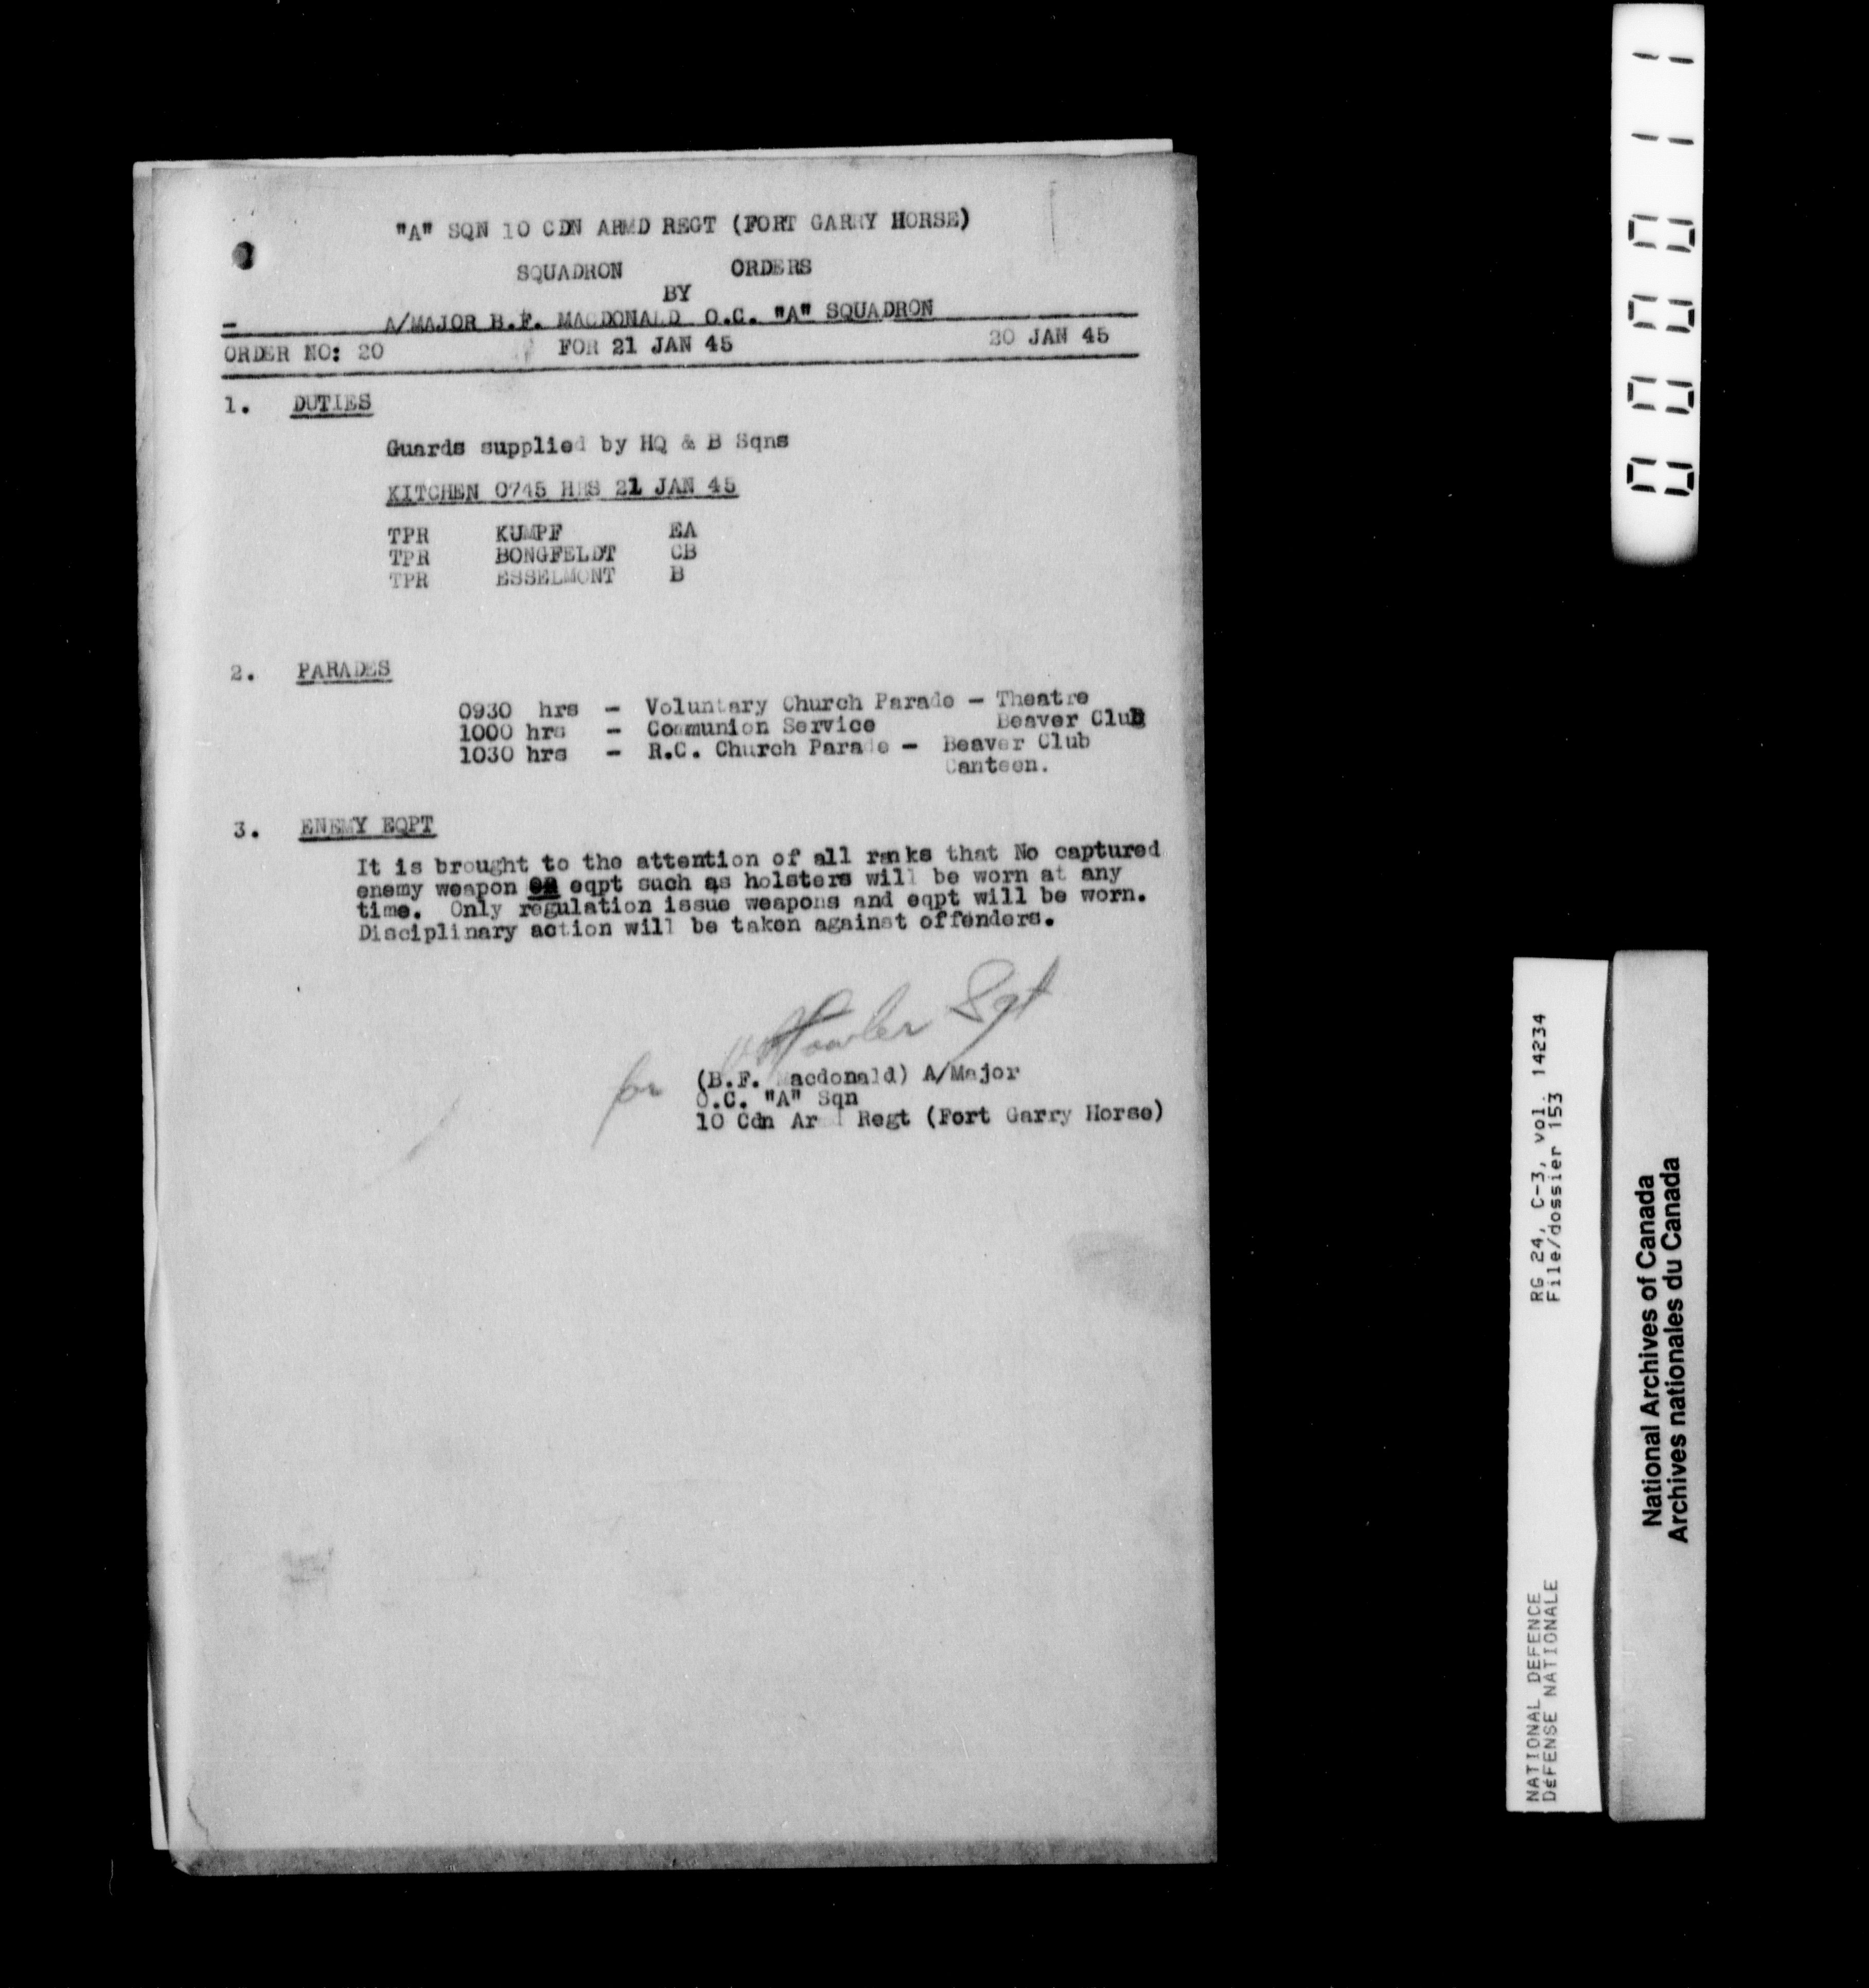 "A" SQN 10 CDN ARMD REGT (FORT GARRY HORSE)
SQUADRON ORDERS
BY
A/MAJOR B.F. MACDONALD O.C. "A" SQUADRON
ORDER NO: 20 FOR 21 JAN 45 20 JAN 45
1. DUTIES
Guards supplied by HQ & B Sqns
KITCHEN 0745 HRS 21 JAN 45
TPR KUMPF EA
TPR BONGFELDT CB
TPR ESSELMONT B
2. PARADES
0930 hrs - Voluntary Church Parade - Theatre
1000 hrs - Communion Service Beaver Club
1030 hrs - R.C. Church Parade - Beaver Club
Canteen.
3. ENEMY EQPT
It is brought to the attention of all ranks that No captured
enemy weapon eqpt such as holsters will be worn at any
time. Only regulation issue weapons and eqpt will be worn.
Disciplinary action will be taken against offenders.
Fowler Sgt
for (B.F. Macdonald) A/Major
O.C. "A" Sqn
10 Cdn Armd Regt (Fort Garry Horse)
000011
RG 24, C-3, vol. 14234
File/dossier 153
NATIONAL DEFENCE
DéFENSE NATIONALE
National Archives of Canada
Archives nationales du Canada